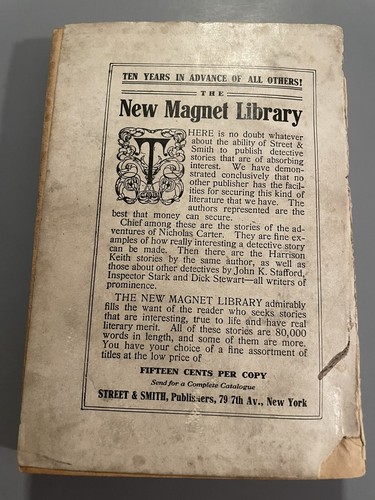 TEN YEARS IN ADVANCE OF ALL OTHERS!
THE
New Magnet Library
THERE is no doubt whatever
about the ability of Street &
Smith to publish detective
stories that are of absorbing
interest. We have demon-
strated conclusively that no
other publisher has the facili-
ties for securing this kind of
literature that we have. The
authors represented are the
best that money can secure.
Chief among these are the stories of the ad-
ventures of Nicholas Carter. They are fine ex-
amples of how really interesting a detective story
can be made. Then there are the Harrison
Keith stories by the same author, as well as
those about other detectives by John K. Stafford,
Inspector Stark and Dick Stewart—all writers of
prominence.
THE NEW MAGNET LIBRARY admirably
fills the want of the reader who seeks stories
that are interesting, true to life and have real
literary merit. All of these stories are 80,000
words in length, and some of them are more.
You have your choice of a fine assortment of
titles at the low price of
FIFTEEN CENTS PER COPY
Send for a Complete Catalogue
STREET & SMITH, Publishers, 79 7th Av., New York